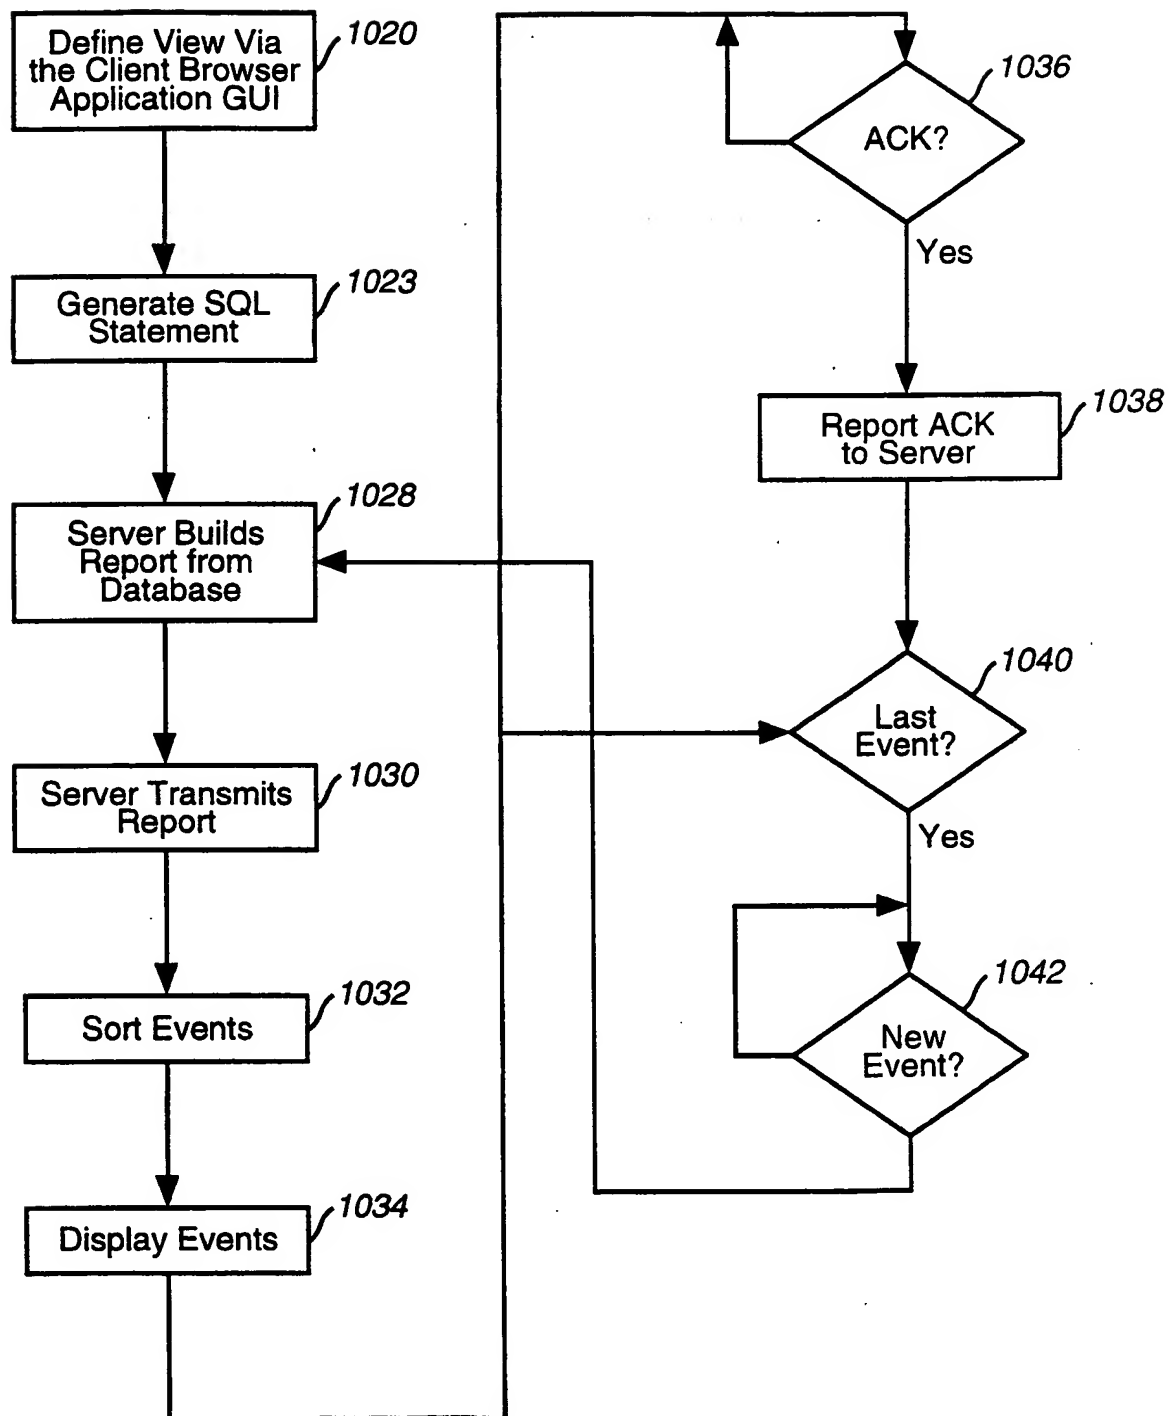 Define View Via
the Client Browser
Application GUI
1020
Generate SQL
Statement
1023
Server Builds
Report from
Database
1028
Server Transmits
Report
1030
Sort Events
1032
Display Events
1034
ACK?
1036
Yes
Report ACK
to Server
1038
Last
Event?
1040
Yes
New
Event?
1042